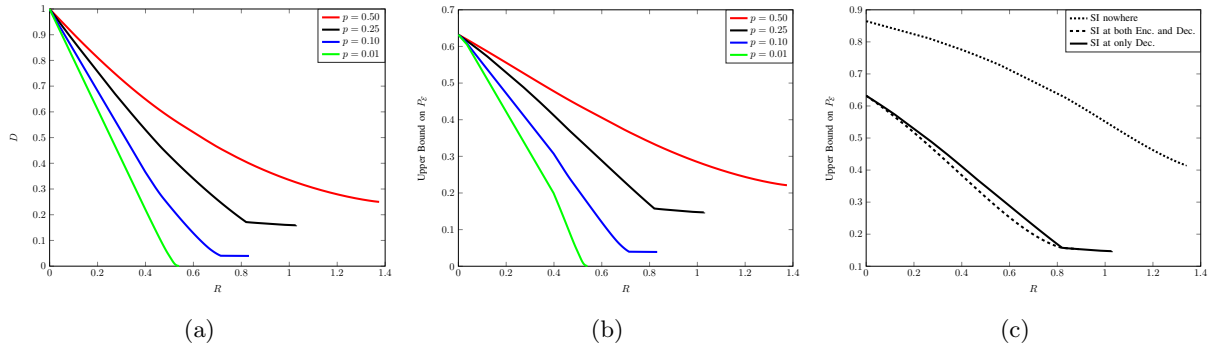 1
0.9
0.8
0.7
0.6
0.5
0.4
0.3
0.2
0.1
0
D
0 0.2 0.4 0.6 0.8 1 1.2 1.4
R
p = 0.50
p = 0.25
p = 0.10
p = 0.01
(a)
0.7
0.6
0.5
0.4
0.3
0.2
0.1
0
Upper Bound on
0 0.2 0.4 0.6 0.8 1 1.2 1.4
R
p = 0.50
p = 0.25
p = 0.10
p = 0.01
(b)
0.9
0.8
0.7
0.6
0.5
0.4
0.3
0.2
0.1
Upper Bound on
0 0.2 0.4 0.6 0.8 1 1.2 1.4
R
SI nowhere
SI at both Enc. and Dec.
SI at only Dec.
(c)